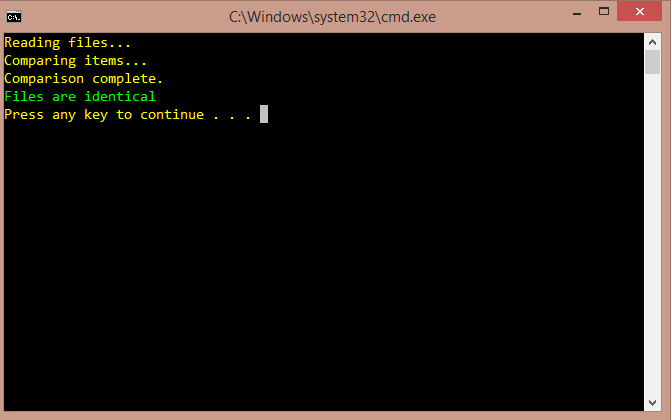 C:\Windows\system32\cmd.exe
Reading files...
Comparing items...
Comparison complete.
Files are identical
Press any key to continue . . .